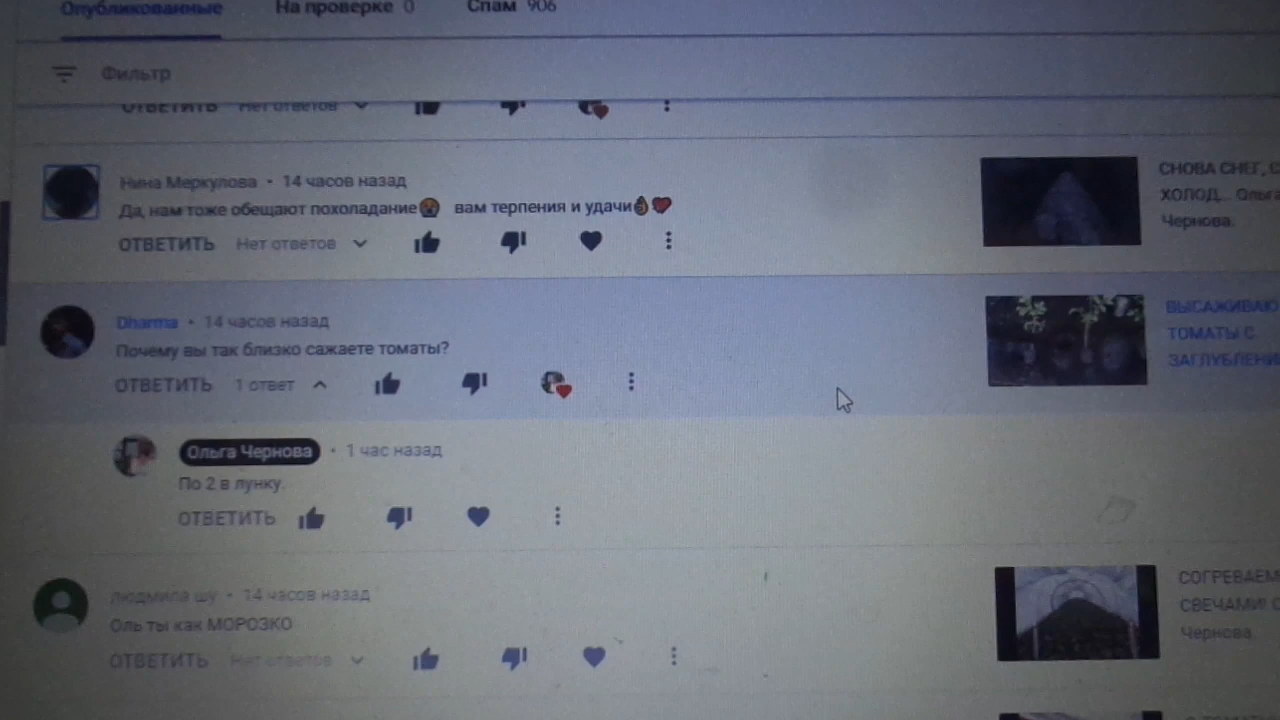 Опубликованные На проверке 0 Спам 906
Фильтр
ОТВЕТИТЬ Нет ответов
Нина Меркулова • 14 часов назад
Да, нам тоже обещают похоладание😱 вам терпения и удачи👌❤️
ОТВЕТИТЬ Нет ответов
СНОВА СНЕГ,
ХОЛОД... Ольга
Чернова.
Dharma • 14 часов назад
Почему вы так близко сажаете томаты?
ОТВЕТИТЬ 1 ответ
ВЫСАЖИВАЮ
ТОМАТЫ С
ЗАГЛУБЛЕНИ
Ольга Чернова • 1 час назад
По 2 в лунку.
ОТВЕТИТЬ
людмила шу • 14 часов назад
Оль ты как МОРОЗКО
ОТВЕТИТЬ Нет ответов
СОГРЕВАЕМ
СВЕЧАМИ!
Чернова.